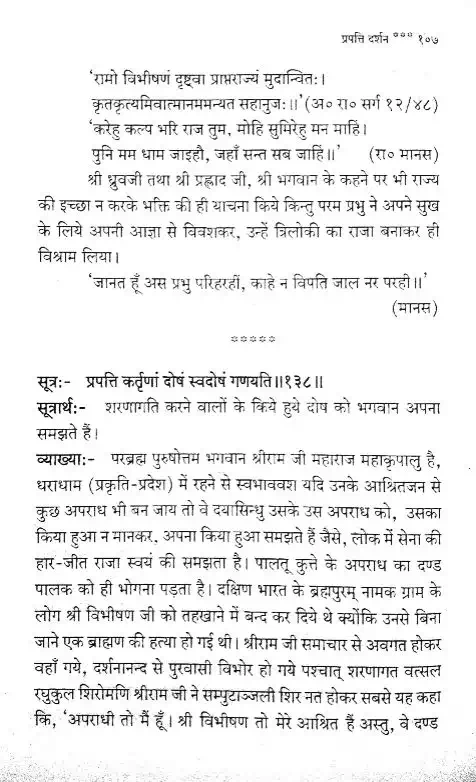 प्रपत्ति दर्शन *** १०७
‘रामो विभीषणं दृष्ट्वा प्राप्तराज्यं मुदान्वितः।
कृतकृत्यमिवात्मानममन्यत सहानुजः।।’ (अ० रा० सर्ग १२/४८)
‘करेहु कल्प भरि राज तुम, मोहि सुमिरेहु मन माहिं।
पुनि मम धाम जाइहौ, जहाँ सन्त सब जाहिं।।’ (रा० मानस)
श्री ध्रुवजी तथा श्री प्रह्लाद जी, श्री भगवान के कहने पर भी राज्य
की इच्छा न करके भक्ति की ही याचना किये किन्तु परम प्रभु ने अपने सुख
के लिये अपनी आज्ञा से विवशकर, उन्हें त्रिलोकी का राजा बनाकर ही
विश्राम लिया।
‘जानत हूँ अस प्रभु परिहरहीं, काहे न विपति जाल नर परही।।’
(मानस)
*****
सूत्रः- प्रपत्ति कर्तृणां दोषं स्वदोषं गणयति।।१३८।।
सूत्रार्थः- शरणागति करने वालों के किये हुये दोष को भगवान अपना
समझते हैं।
व्याख्याः- परब्रह्म पुरुषोत्तम भगवान श्रीराम जी महाराज महाकृपालु है,
धराधाम (प्रकृति-प्रदेश) में रहने से स्वभाववश यदि उनके आश्रितजन से
कुछ अपराध भी बन जाय तो वे दयासिन्धु उसके उस अपराध को, उसका
किया हुआ न मानकर, अपना किया हुआ समझते हैं जैसे, लोक में सेना की
हार-जीत राजा स्वयं की समझता है। पालतू कुत्ते के अपराध का दण्ड
पालक को ही भोगना पड़ता है। दक्षिण भारत के ब्रह्मपुरम् नामक ग्राम के
लोग श्री विभीषण जी को तहखाने में बन्द कर दिये थे क्योंकि उनसे बिना
जाने एक ब्राह्मण की हत्या हो गई थी। श्रीराम जी समाचार से अवगत होकर
वहाँ गये, दर्शनानन्द से पुरवासी विभोर हो गये पश्चात् शरणागत वत्सल
रघुकुल शिरोमणि श्रीराम जी ने सम्पुटाञ्जली शिर नत होकर सबसे यह कहा
कि, ‘अपराधी तो मैं हूँ। श्री विभीषण तो मेरे आश्रित हैं अस्तु, वे दण्ड